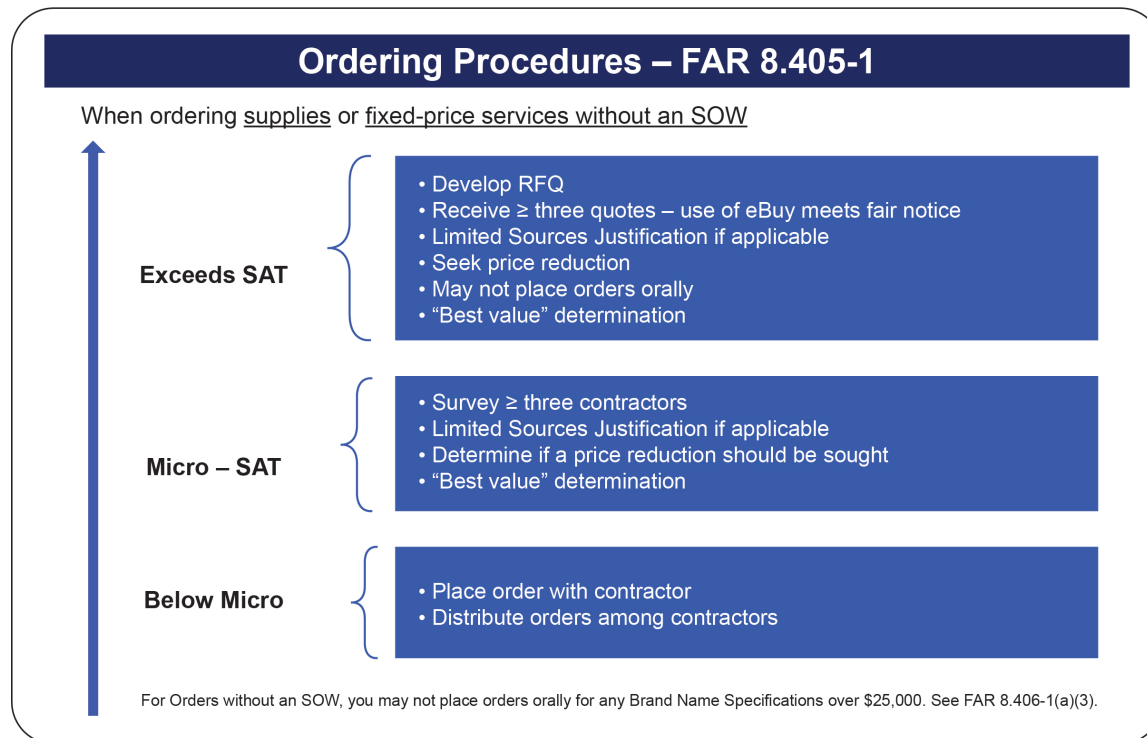 Ordering Procedures – FAR 8.405-1
When ordering supplies or fixed-price services without an SOW
Exceeds SAT
• Develop RFQ
• Receive ≥ three quotes – use of eBuy meets fair notice
• Limited Sources Justification if applicable
• Seek price reduction
• May not place orders orally
• “Best value” determination
Micro – SAT
• Survey ≥ three contractors
• Limited Sources Justification if applicable
• Determine if a price reduction should be sought
• “Best value” determination
Below Micro
• Place order with contractor
• Distribute orders among contractors
For Orders without an SOW, you may not place orders orally for any Brand Name Specifications over $25,000. See FAR 8.406-1(a)(3).